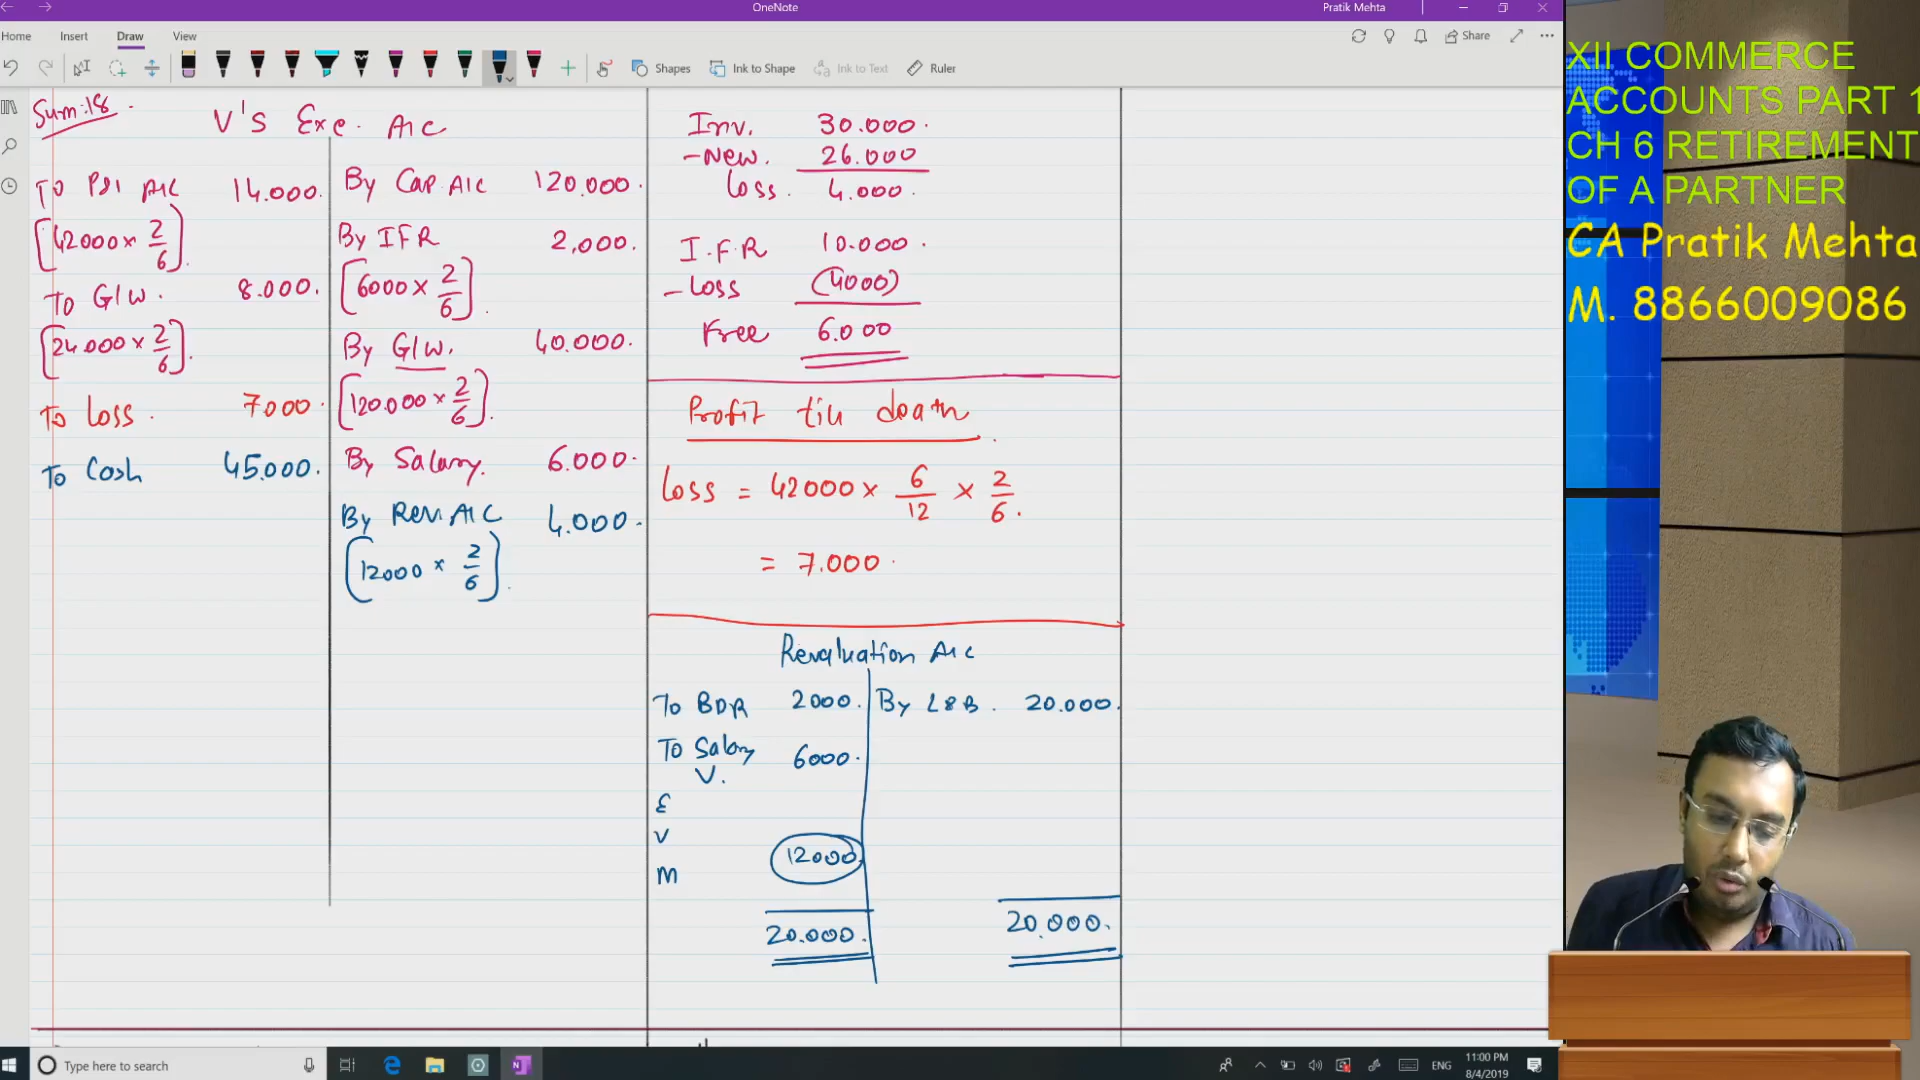 OneNote
Pratik Mehta
Home Insert Draw View
Share
Shapes Ink to Shape Ink to Text Ruler
Sum:18
V's Exe. A/c
To P&L A/C 14.000.
[42000 × 2/6].
To G/W. 8.000.
[24.000 × 2/6].
To Loss. 7000.
To Cash 45.000.
By Cap. A/C 120.000.
By IFR 2,000.
[6000 × 2/6].
By G/W. 40.000.
[120.000 × 2/6].
By Salary. 6.000.
By Rev. A/C 4.000.
[12000 × 2/6].
Inv. 30.000.
- New. 26.000
Loss. 4.000.
I.F.R 10.000.
- Loss (4000)
Free 6.000
Profit till death.
Loss = 42000 × 6/12 × 2/6.
= 7.000.
Revaluation A/c
To BDR 2000. By L&B. 20.000.
To Salary 6000.
V.
E
V
12000
M
20.000. 20.000.
XII COMMERCE
ACCOUNTS PART 1
CH 6 RETIREMENT
OF A PARTNER
CA Pratik Mehta
M. 8866009086
Type here to search
ENG
11:00 PM
8/4/2019